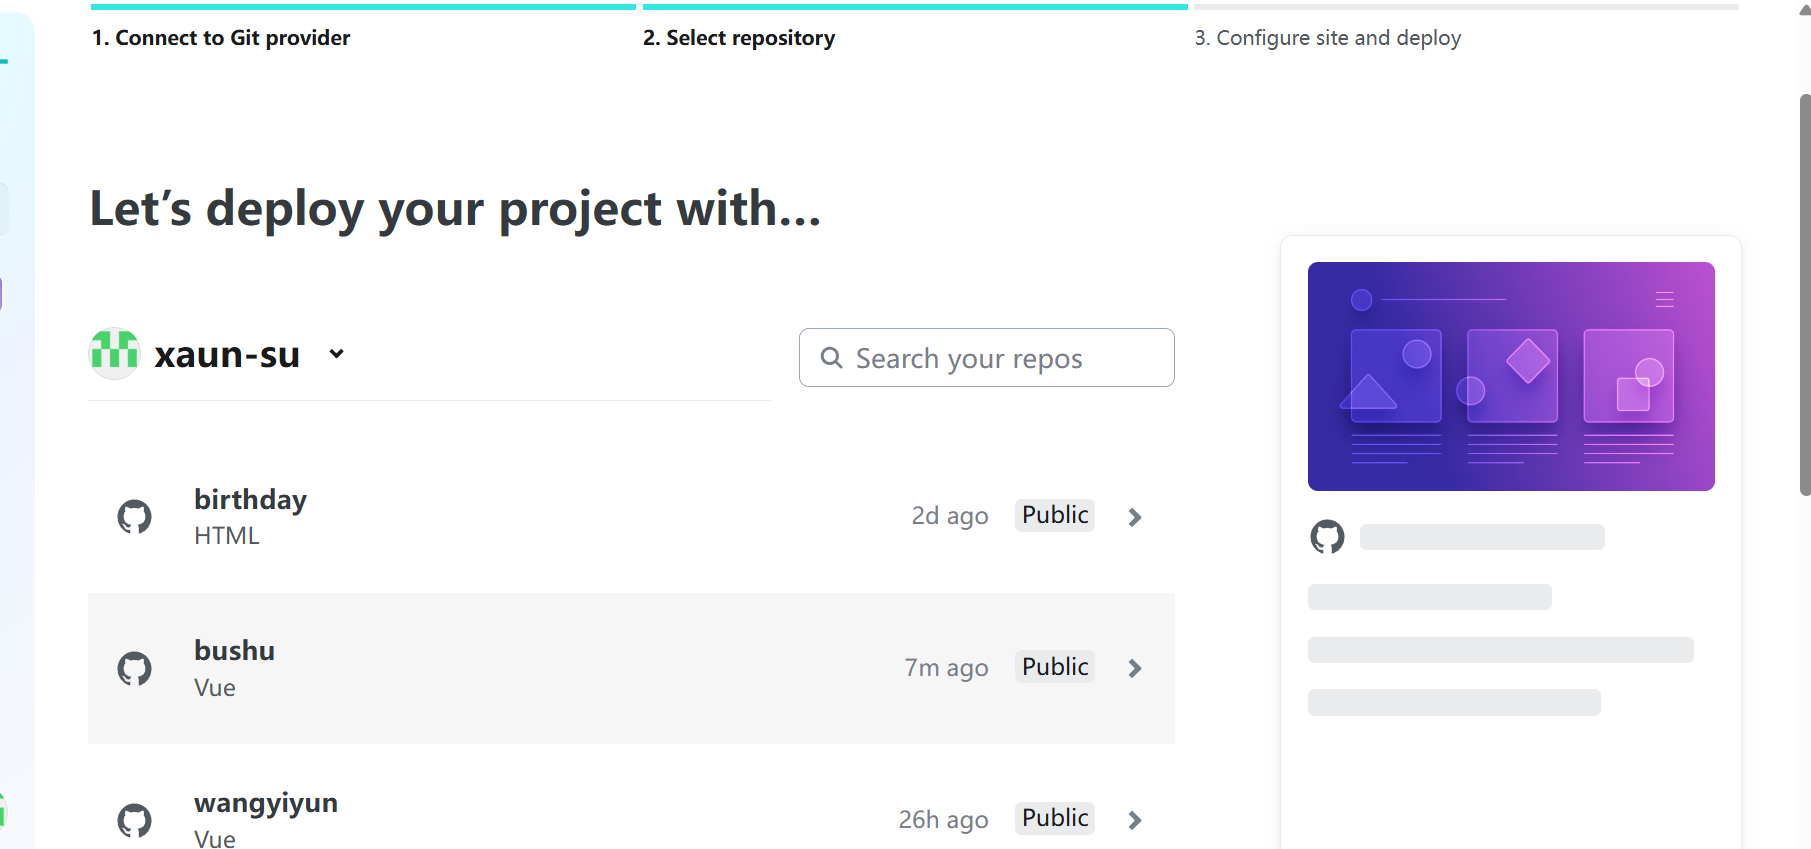 1. Connect to Git provider
2. Select repository
3. Configure site and deploy
Let’s deploy your project with…
xaun-su
Search your repos
birthday
HTML
2d ago
Public
bushu
Vue
7m ago
Public
wangyiyun
Vue
26h ago
Public